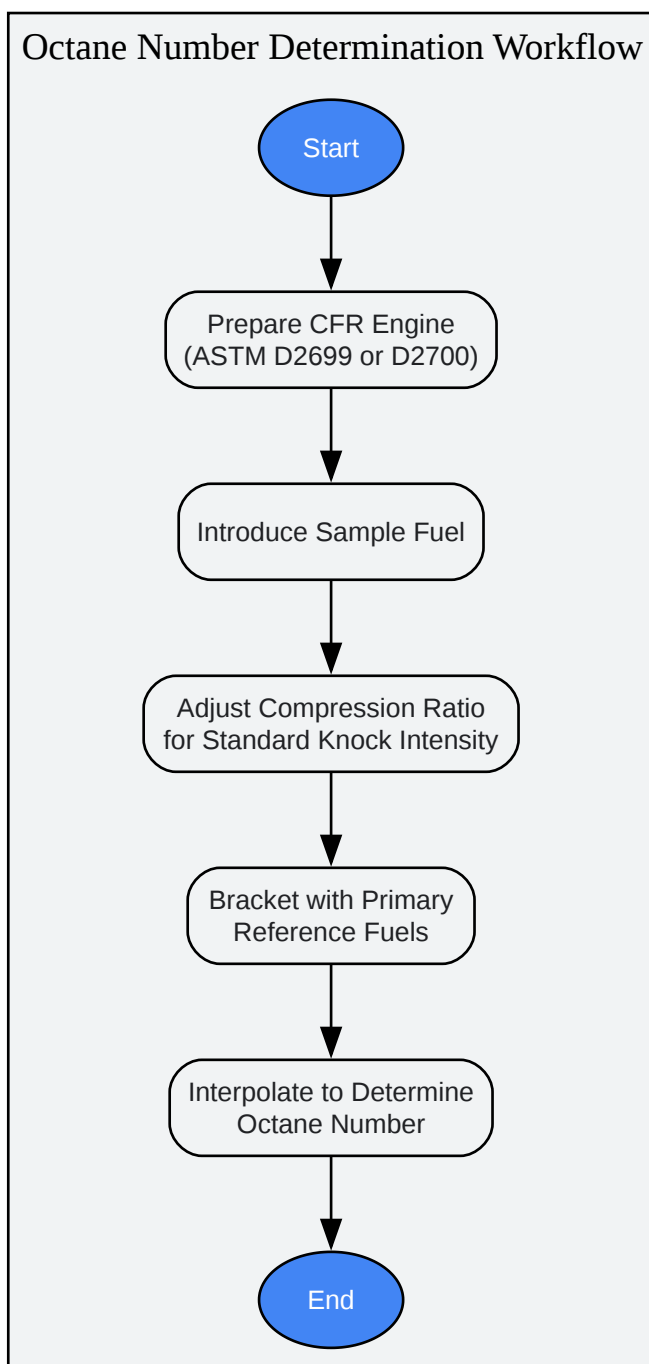 Octane Number Determination Workflow
Start
Prepare CFR Engine
(ASTM D2699 or D2700)
Introduce Sample Fuel
Adjust Compression Ratio
for Standard Knock Intensity
Bracket with Primary
Reference Fuels
Interpolate to Determine
Octane Number
End